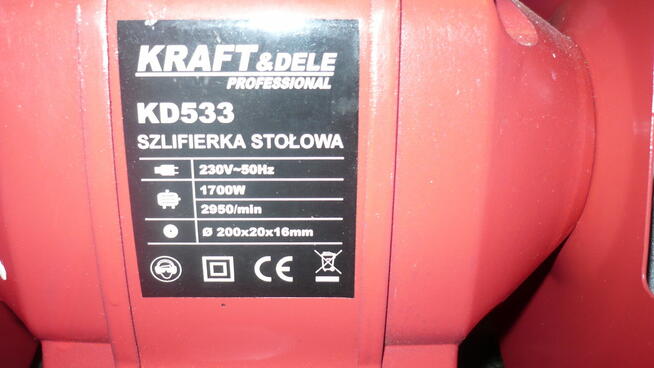 KRAFT&DELE
PROFESSIONAL
KD533
SZLIFIERKA STOŁOWA
230V~50Hz
1700W
2950/min
Ø 200x20x16mm
CE